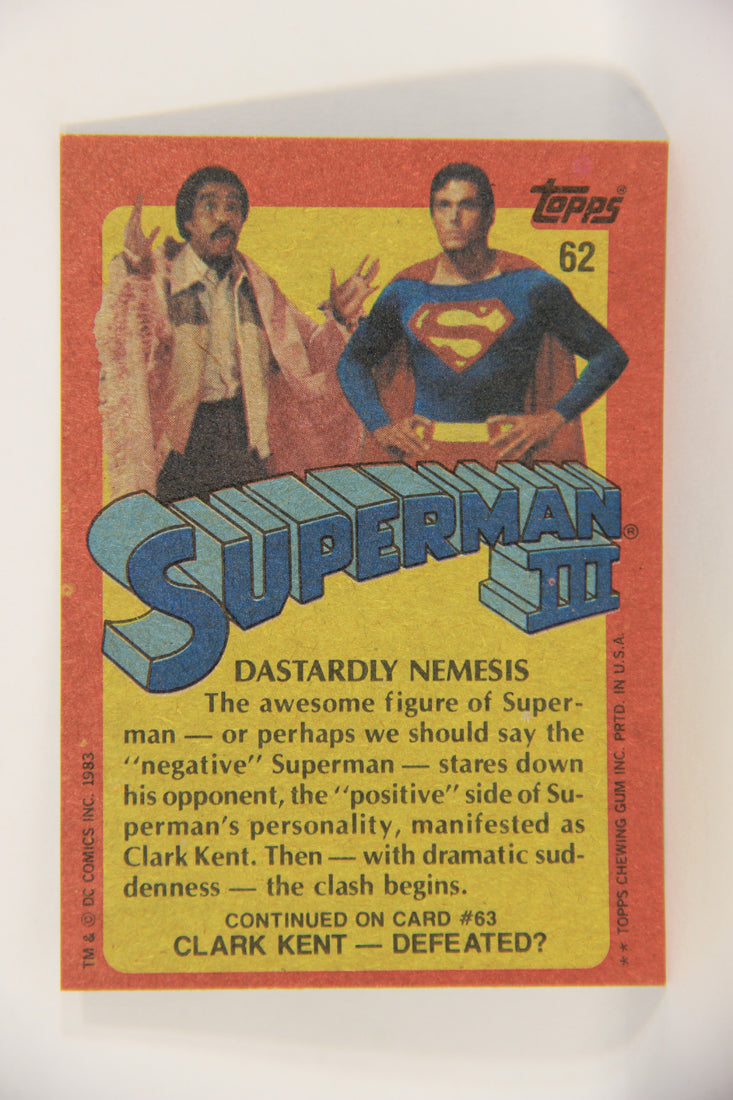 TOPPS®
62
SUPERMAN®
III
DASTARDLY NEMESIS
The awesome figure of Super-
man — or perhaps we should say the
"negative" Superman — stares down
his opponent, the "positive" side of Su-
perman's personality, manifested as
Clark Kent. Then — with dramatic sud-
denness — the clash begins.
CONTINUED ON CARD #63
CLARK KENT — DEFEATED?
TM & © DC COMICS INC. 1983
** TOPPS CHEWING GUM INC. PRTD. IN U.S.A.